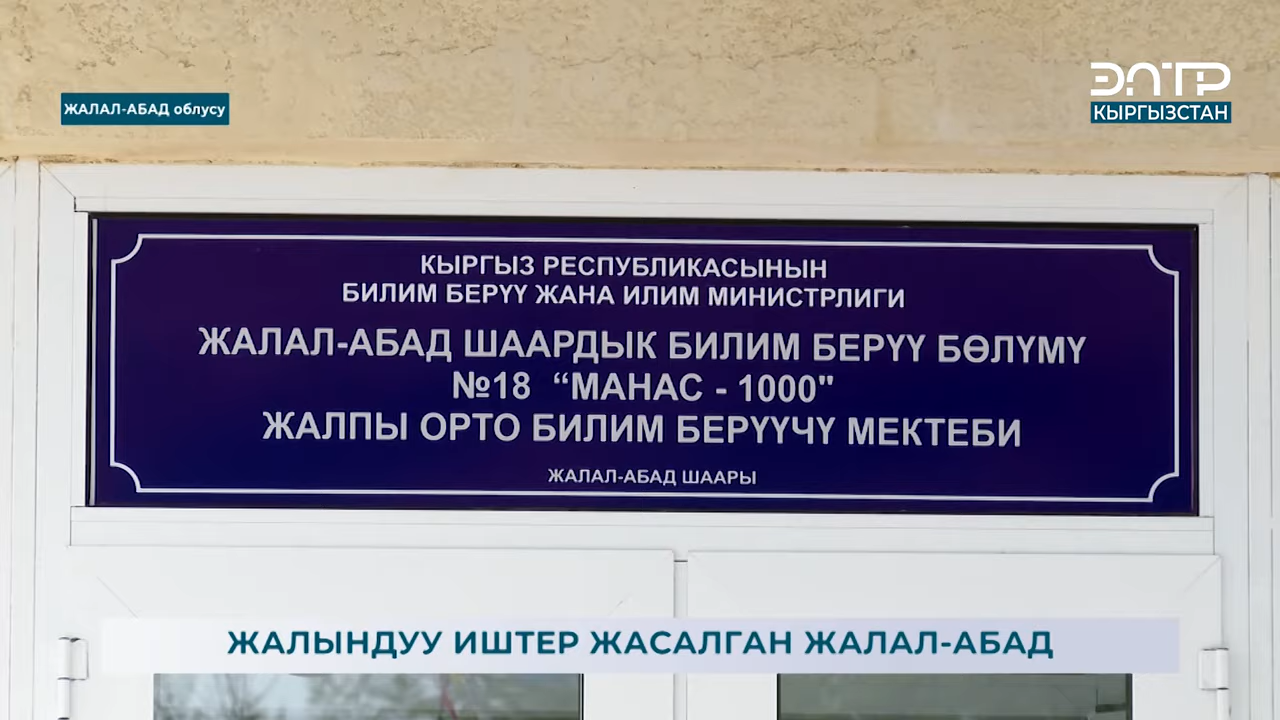 ЭЛТР
КЫРГЫЗСТАН
ЖАЛАЛ-АБАД облусу
КЫРГЫЗ РЕСПУБЛИКАСЫНЫН
БИЛИМ БЕРҮҮ ЖАНА ИЛИМ МИНИСТРЛИГИ
ЖАЛАЛ-АБАД ШААРДЫК БИЛИМ БЕРҮҮ БӨЛҮМҮ
№18 “МАНАС - 1000"
ЖАЛПЫ ОРТО БИЛИМ БЕРҮҮЧҮ МЕКТЕБИ
ЖАЛАЛ-АБАД ШААРЫ
ЖАЛЫНДУУ ИШТЕР ЖАСАЛГАН ЖАЛАЛ-АБАД